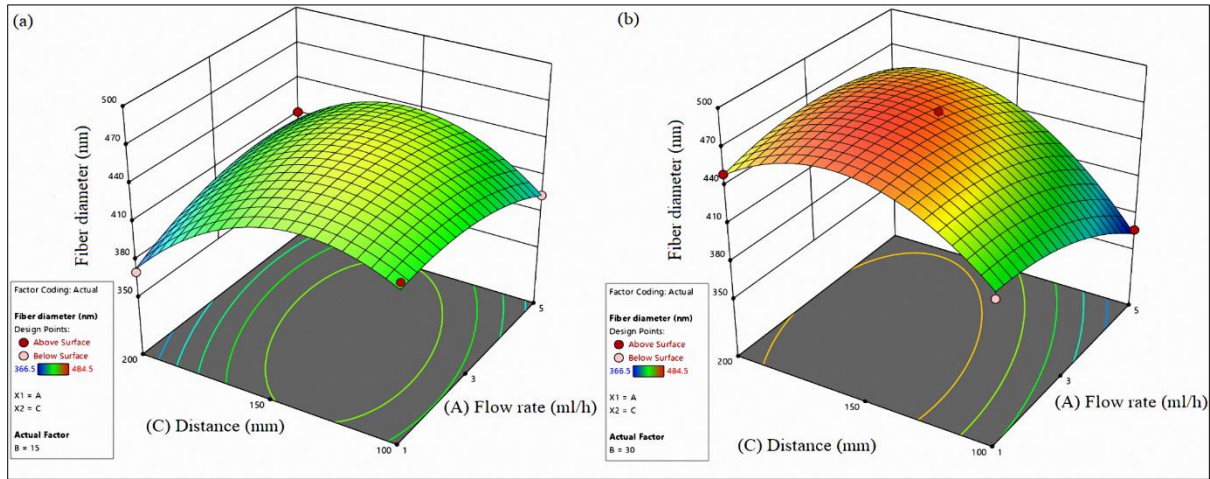 (a)
500
470
440
410
380
350
Fiber diameter (nm)
200
150
100
(C) Distance (mm)
1
3
5
(A) Flow rate (ml/h)
Factor Coding: Actual
Fiber diameter (nm)
Design Points:
Above Surface
Below Surface
366.5 484.5
X1 = A
X2 = C
Actual Factor
B = 15
(b)
500
470
440
410
380
350
Fiber diameter (nm)
200
150
100
(C) Distance (mm)
1
3
5
(A) Flow rate (ml/h)
Factor Coding: Actual
Fiber diameter (nm)
Design Points:
Above Surface
Below Surface
366.5 484.5
X1 = A
X2 = C
Actual Factor
B = 30